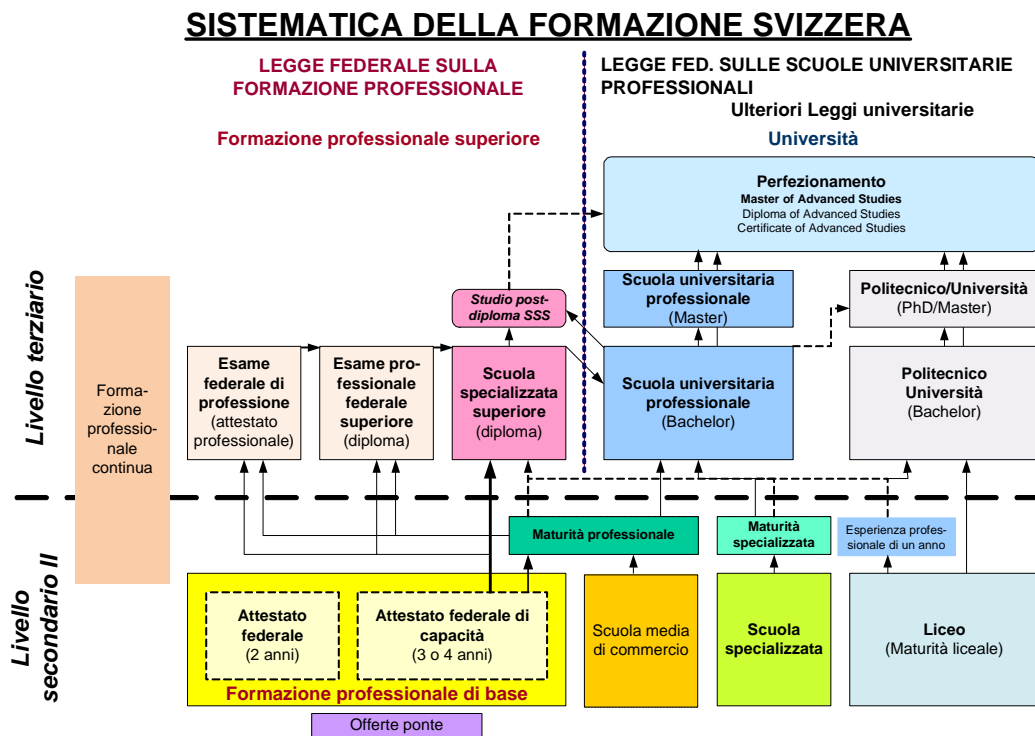 SISTEMATICA DELLA FORMAZIONE SVIZZERA
LEGGE FEDERALE SULLA
FORMAZIONE PROFESSIONALE
LEGGE FED. SULLE SCUOLE UNIVERSITARIE
PROFESSIONALI
Ulteriori Leggi universitarie
Formazione professionale superiore
Università
Perfezionamento
Master of Advanced Studies
Diploma of Advanced Studies
Certificate of Advanced Studies
Livello terziario
Forma-
zione
professio-
nale
continua
Studio post-
diploma SSS
Scuola universitaria
professionale
(Master)
Politecnico/Università
(PhD/Master)
Esame
federale di
professione
(attestato
professionale)
Esame pro-
fessionale
federale
superiore
(diploma)
Scuola
specializzata
superiore
(diploma)
Scuola universitaria
professionale
(Bachelor)
Politecnico
Università
(Bachelor)
Livello
secondario II
Maturità professionale
Maturità
specializzata
Esperienza profes-
sionale di un anno
Attestato
federale
(2 anni)
Attestato federale di
capacità
(3 o 4 anni)
Formazione professionale di base
Scuola media
di commercio
Scuola
specializzata
Liceo
(Maturità liceale)
Offerte ponte